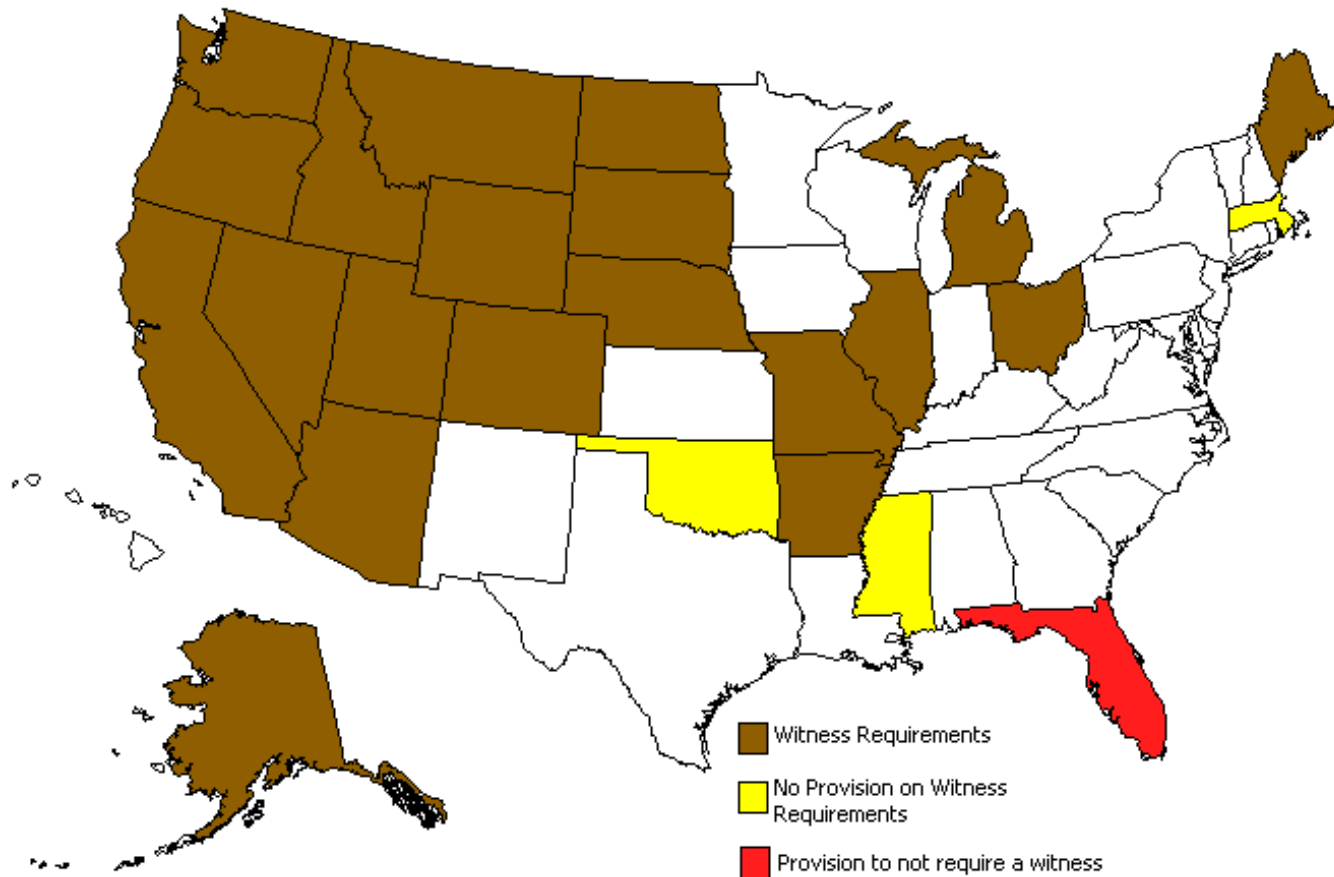 Witness Requirements
No Provision on Witness
Requirements
Provision to not require a witness